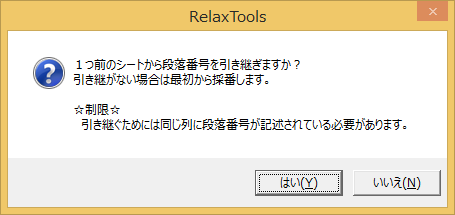 RelaxTools
1つ前のシートから段落番号を引き継ぎますか？
引き継がない場合は最初から採番します。
☆制限☆
引き継ぐためには同じ列に段落番号が記述されている必要があります。
はい(Y)
いいえ(N)